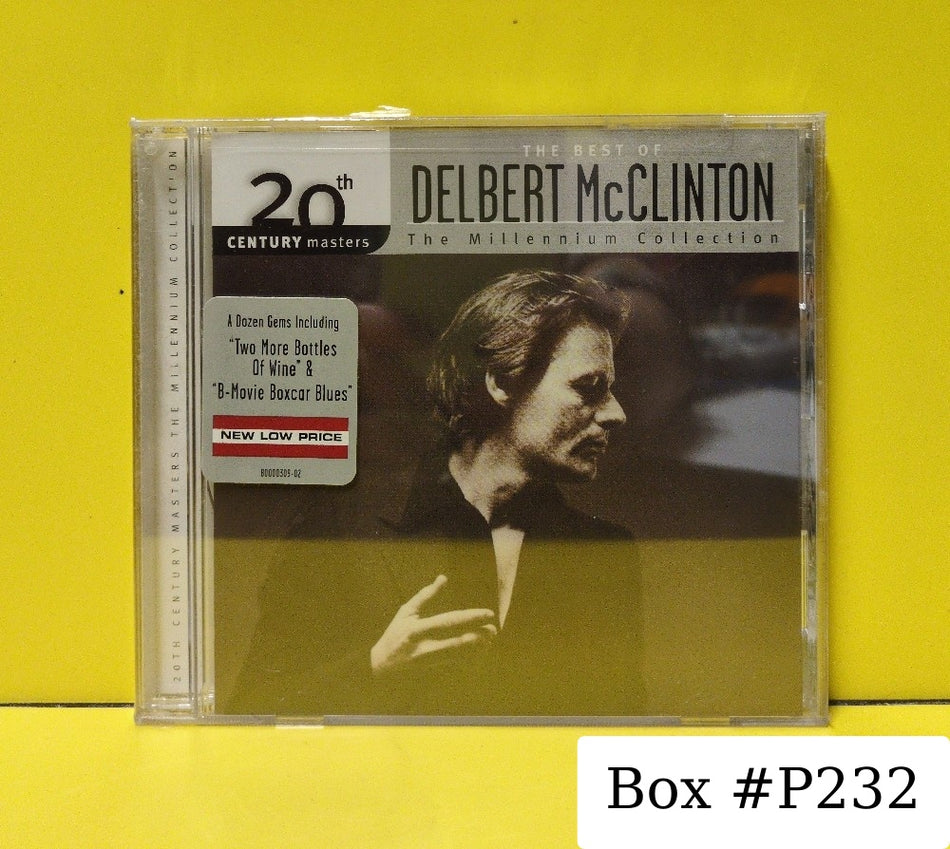 20th
CENTURY masters
THE BEST OF
DELBERT McCLINTON
The Millennium Collection
20TH CENTURY MASTERS THE MILLENNIUM COLLECTION
A Dozen Gems Including
"Two More Bottles
Of Wine" &
"B-Movie Boxcar Blues"
NEW LOW PRICE
B0000309-02
Box #P232